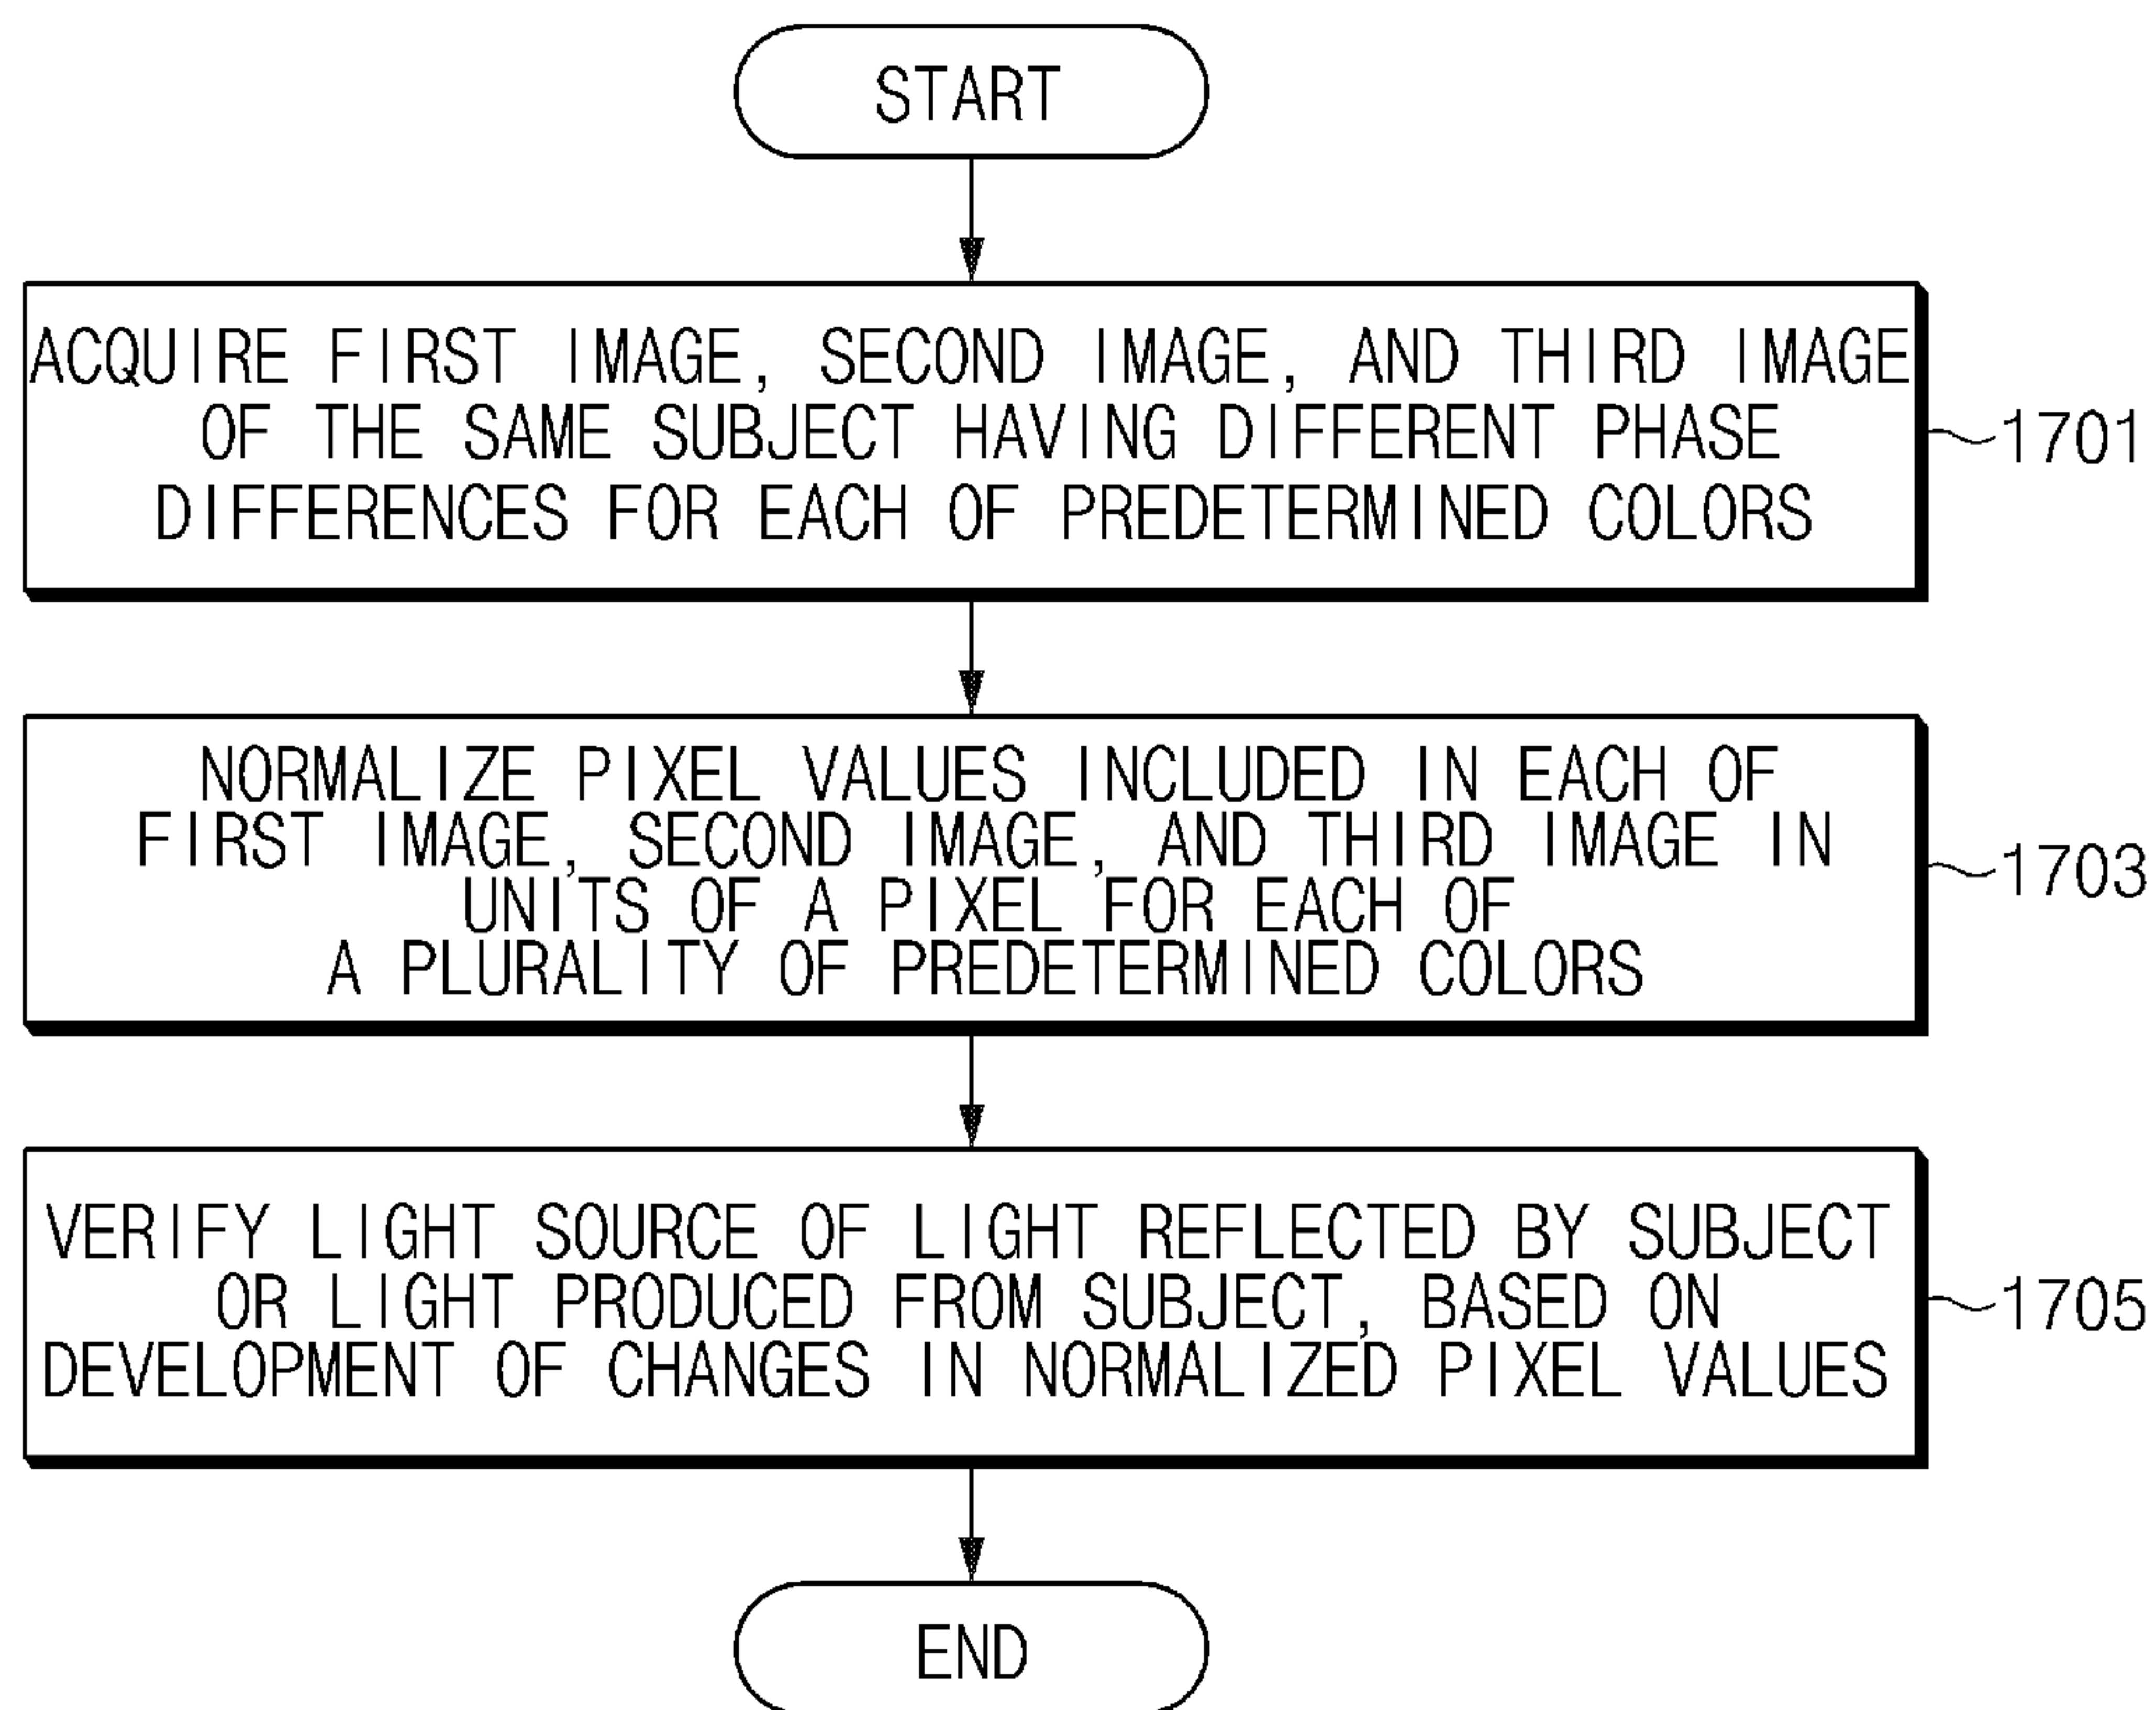 START
ACQUIRE FIRST IMAGE, SECOND IMAGE, AND THIRD IMAGE
OF THE SAME SUBJECT HAVING DIFFERENT PHASE
DIFFERENCES FOR EACH OF PREDETERMINED COLORS
1701
NORMALIZE PIXEL VALUES INCLUDED IN EACH OF
FIRST IMAGE, SECOND IMAGE, AND THIRD IMAGE IN
UNITS OF A PIXEL FOR EACH OF
A PLURALITY OF PREDETERMINED COLORS
1703
VERIFY LIGHT SOURCE OF LIGHT REFLECTED BY SUBJECT
OR LIGHT PRODUCED FROM SUBJECT, BASED ON
DEVELOPMENT OF CHANGES IN NORMALIZED PIXEL VALUES
1705
END